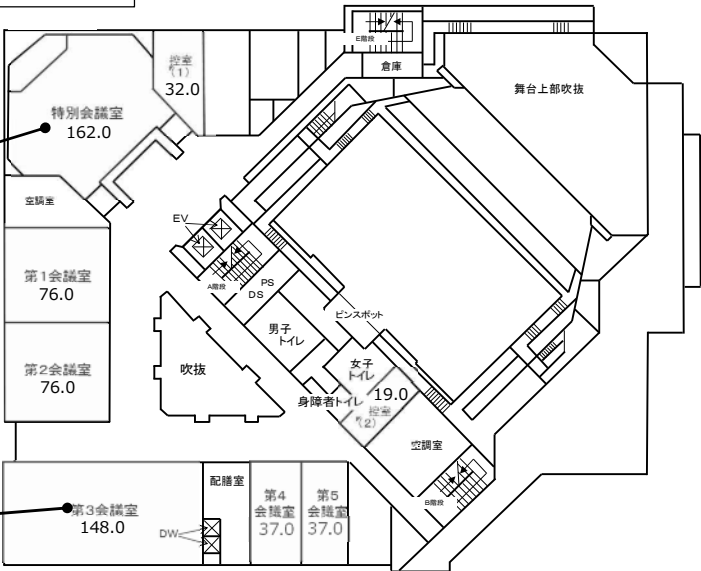 E階段
倉庫
舞台上部吹抜
控室
(1)
32.0
特別会議室
162.0
空調室
EV
第1会議室
76.0
A階段
PS
DS
ピンスポット
男子
トイレ
第2会議室
76.0
吹抜
女子
トイレ
身障者トイレ
19.0
控室
(2)
空調室
B階段
第3会議室
148.0
配膳室
DW
第4
会議室
37.0
第5
会議室
37.0